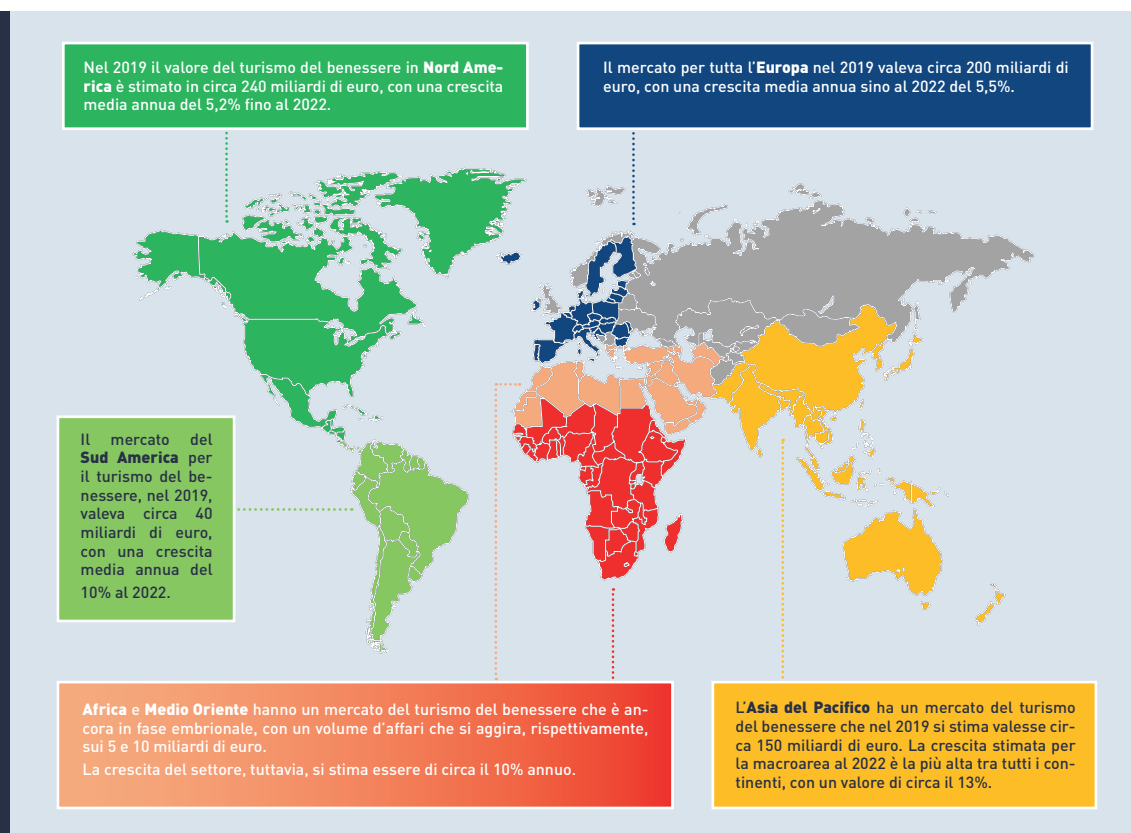 Nel 2019 il valore del turismo del benessere in Nord Ame-
rica è stimato in circa 240 miliardi di euro, con una crescita
media annua del 5,2% fino al 2022.
Il mercato per tutta l'Europa nel 2019 valeva circa 200 miliardi di
euro, con una crescita media annua sino al 2022 del 5,5%.
Il mercato del
Sud America per
il turismo del be-
nessere, nel 2019,
valeva circa 40
miliardi di euro,
con una crescita
media annua del
10% al 2022.
Africa e Medio Oriente hanno un mercato del turismo del benessere che è an-
cora in fase embrionale, con un volume d'affari che si aggira, rispettivamente,
sui 5 e 10 miliardi di euro.
La crescita del settore, tuttavia, si stima essere di circa il 10% annuo.
L'Asia del Pacifico ha un mercato del turismo
del benessere che nel 2019 si stima valesse cir-
ca 150 miliardi di euro. La crescita stimata per
la macroarea al 2022 è la più alta tra tutti i con-
tinenti, con un valore di circa il 13%.